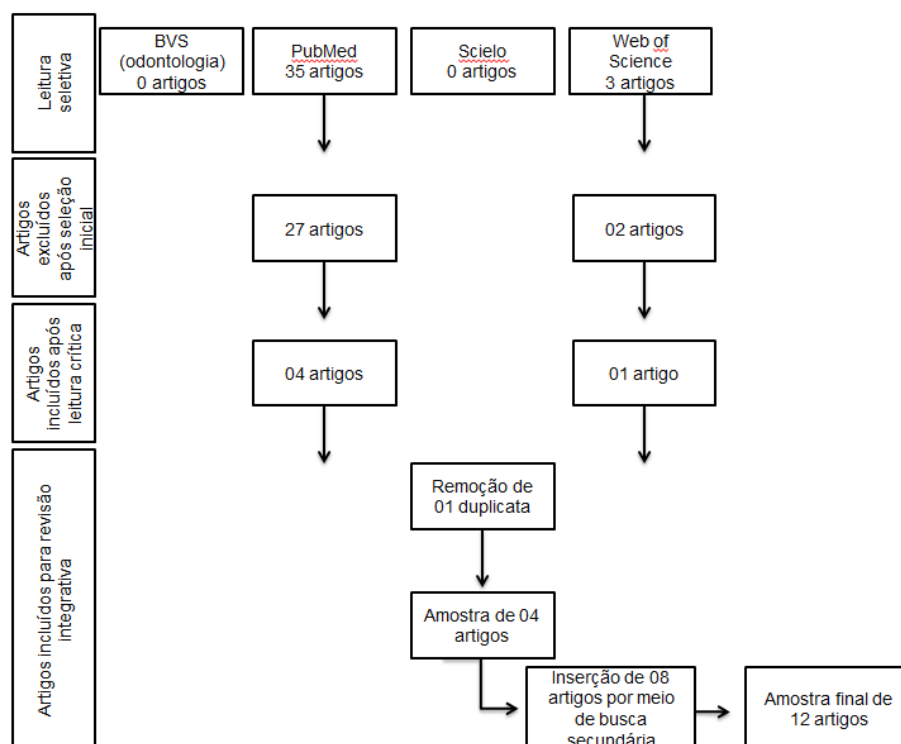 Leitura
seletiva
BVS
(odontologia)
0 artigos
PubMed
35 artigos
Scielo
0 artigos
Web of
Science
3 artigos
Artigos
excluídos
após seleção
inicial
27 artigos
02 artigos
Artigos
incluídos após
leitura crítica
04 artigos
01 artigo
Artigos incluídos para revisão
integrativa
Remoção de
01 duplicata
Amostra de 04
artigos
Inserção de 08
artigos por meio
de busca
secundária
Amostra final de
12 artigos